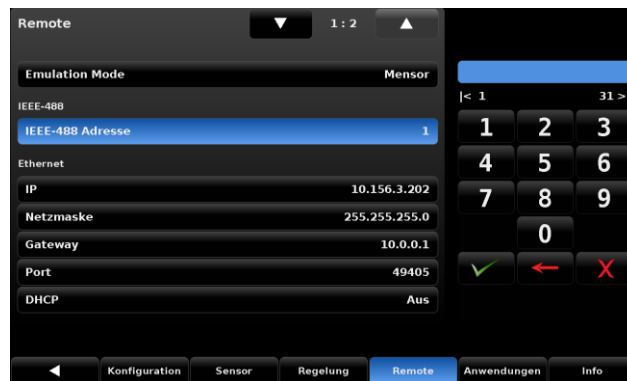 Remote 1 : 2
Emulation Mode Mensor
|< 1 31 >
IEEE-488
IEEE-488 Adresse 1
1 2 3
Ethernet
4 5 6
IP 10.156.3.202
7 8 9
Netzmaske 255.255.255.0
0
Gateway 10.0.0.1
Port 49405
X
DHCP Aus
Konfiguration Sensor Regelung Remote Anwendungen Info